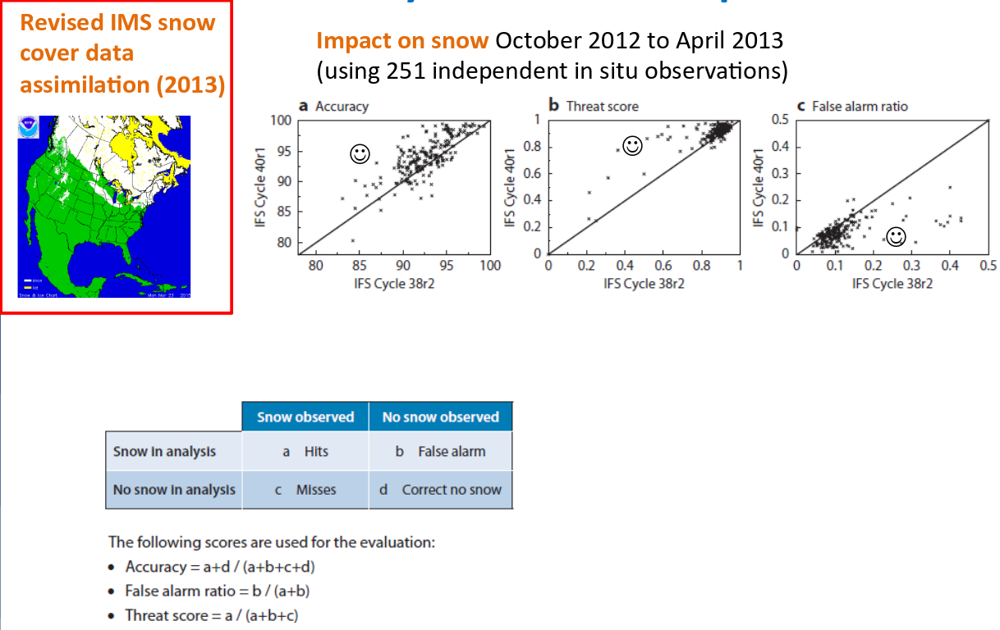 Revised IMS snow
cover data
assimilation (2013)
Impact on snow October 2012 to April 2013
(using 251 independent in situ observations)
a Accuracy
100
95
90
85
80
IFS Cycle 40r1
80 85 90 95 100
IFS Cycle 38r2
b Threat score
1
0.8
0.6
0.4
0.2
0
IFS Cycle 40r1
0 0.2 0.4 0.6 0.8 1
IFS Cycle 38r2
c False alarm ratio
0.5
0.4
0.3
0.2
0.1
0
IFS Cycle 40r1
0 0.1 0.2 0.3 0.4 0.5
IFS Cycle 38r2
Snow & Ice Chart
Snow observed No snow observed
Snow in analysis a Hits b False alarm
No snow in analysis c Misses d Correct no snow
The following scores are used for the evaluation:
• Accuracy = a+d / (a+b+c+d)
• False alarm ratio = b / (a+b)
• Threat score = a / (a+b+c)